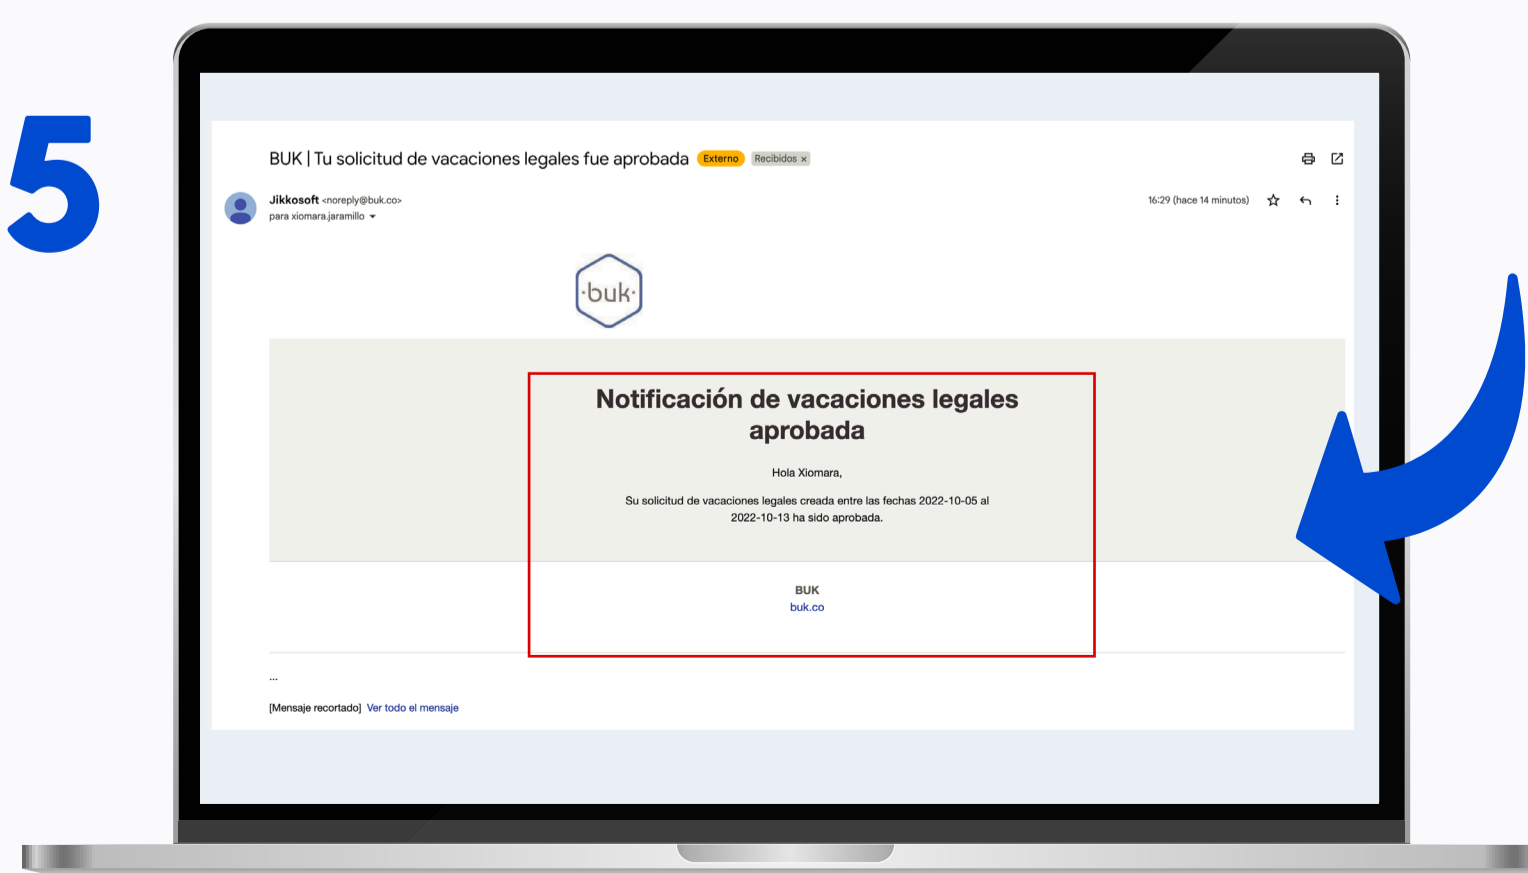 5
BUK | Tu solicitud de vacaciones legales fue aprobada Externo Recibidos ×
Jikkosoft <noreply@buk.co> 16:29 (hace 14 minutos)
para xiomara.jaramillo
·buk·
Notificación de vacaciones legales
aprobada
Hola Xiomara,
Su solicitud de vacaciones legales creada entre las fechas 2022-10-05 al
2022-10-13 ha sido aprobada.
BUK
buk.co
...
[Mensaje recortado] Ver todo el mensaje